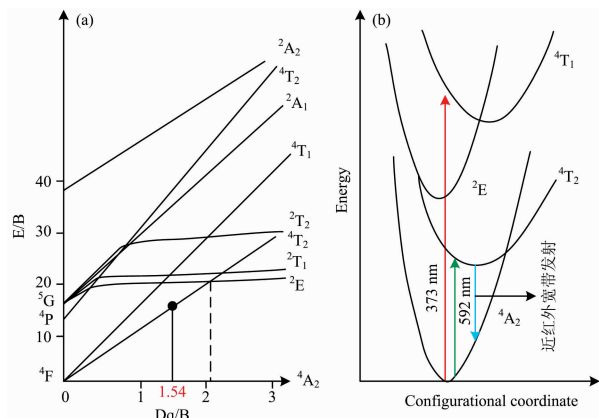 (a)
²A₂
⁴T₂
²A₁
⁴T₁
²T₂
⁴T₂
²T₁
²E
40
30
20
10
E/B
⁵G
⁴P
⁴F
0
1
2
3
⁴A₂
1.54
Dq/B
(b)
⁴T₁
²E
⁴T₂
Energy
373 nm
592 nm
⁴A₂
近红外宽带发射
Configurational coordinate